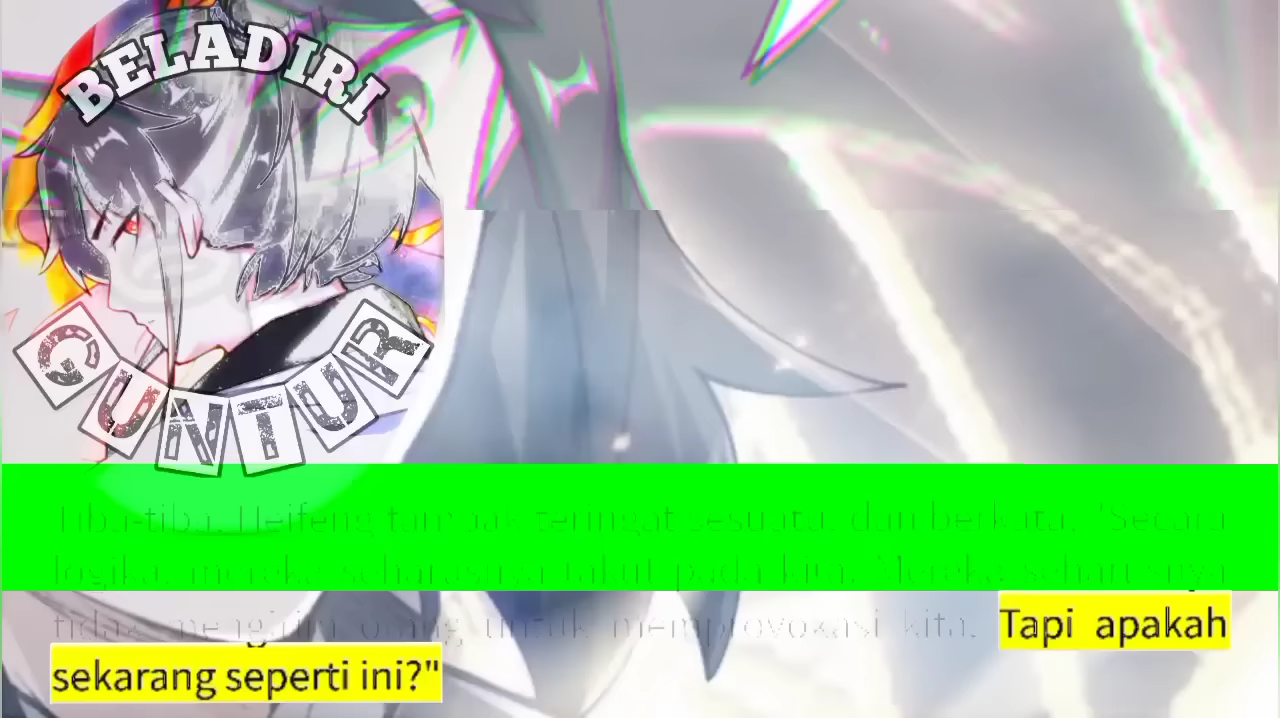 BELADIRI
GUNTUR
Tiba-tiba, Heifeng tampak teringat sesuatu, dan berkata, "Secara
logika, mereka seharusnya takut pada kita. Mereka seharusnya
tidak mengirim orang untuk memprovokasi kita. Tapi apakah
sekarang seperti ini?"